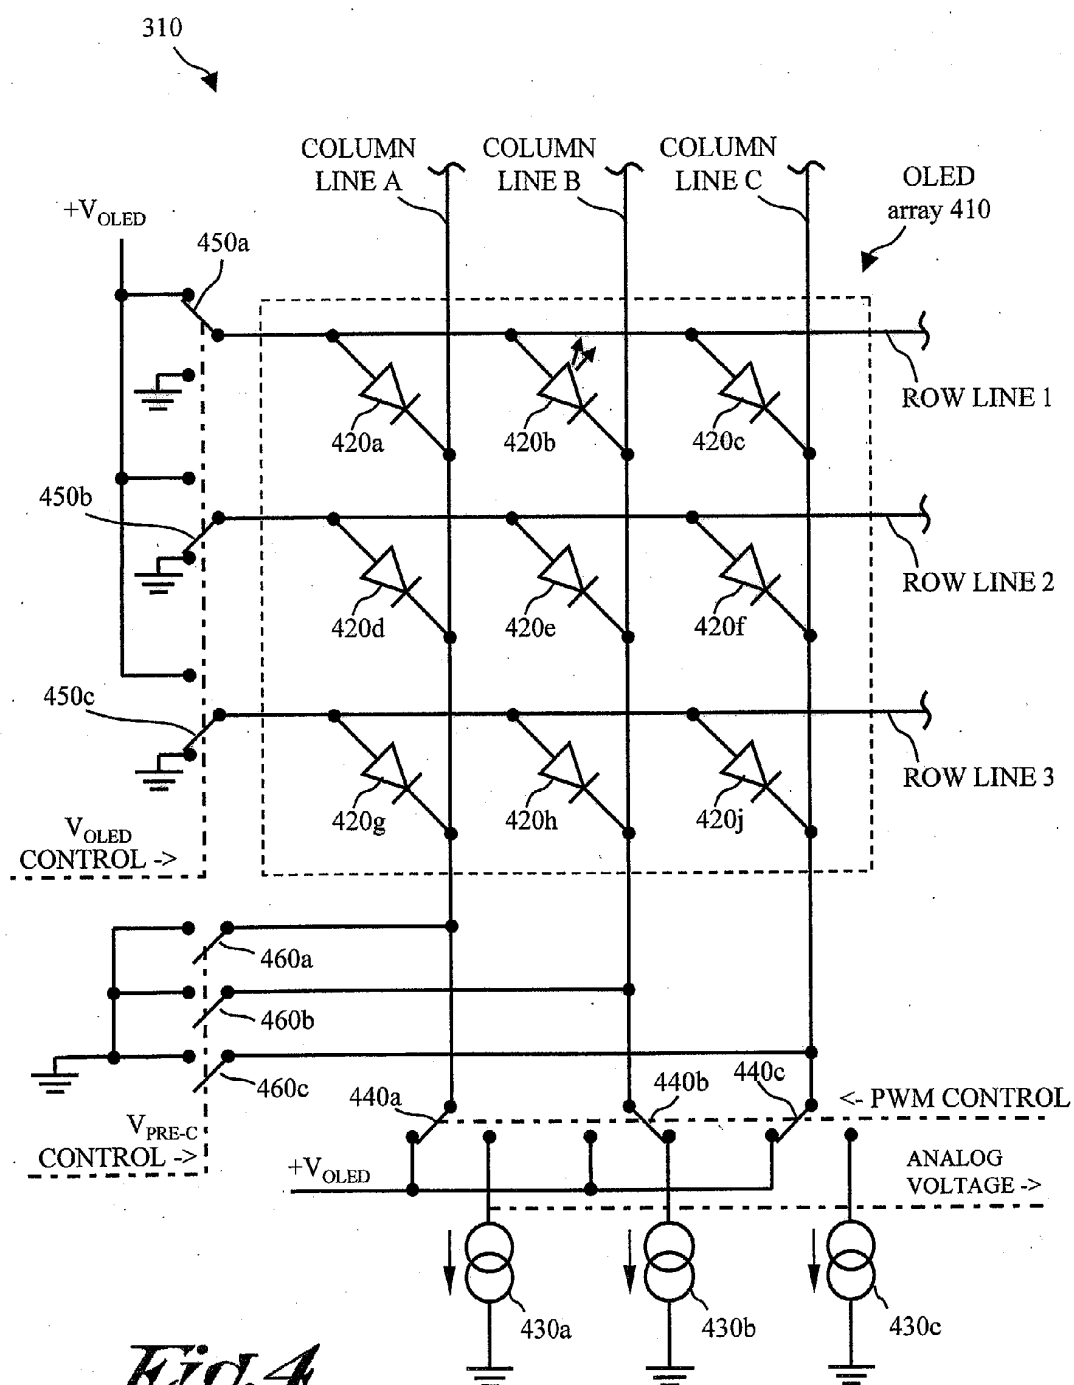 310
COLUMN
LINE A
COLUMN
LINE B
COLUMN
LINE C
OLED
array 410
+VOLED
450a
420a
420b
420c
ROW LINE 1
450b
420d
420e
420f
ROW LINE 2
450c
420g
420h
420j
ROW LINE 3
VOLED
CONTROL ->
460a
460b
460c
440a
440b
440c
<- PWM CONTROL
VPRE-C
CONTROL ->
+VOLED
ANALOG
VOLTAGE ->
430a
430b
430c
Fig.4